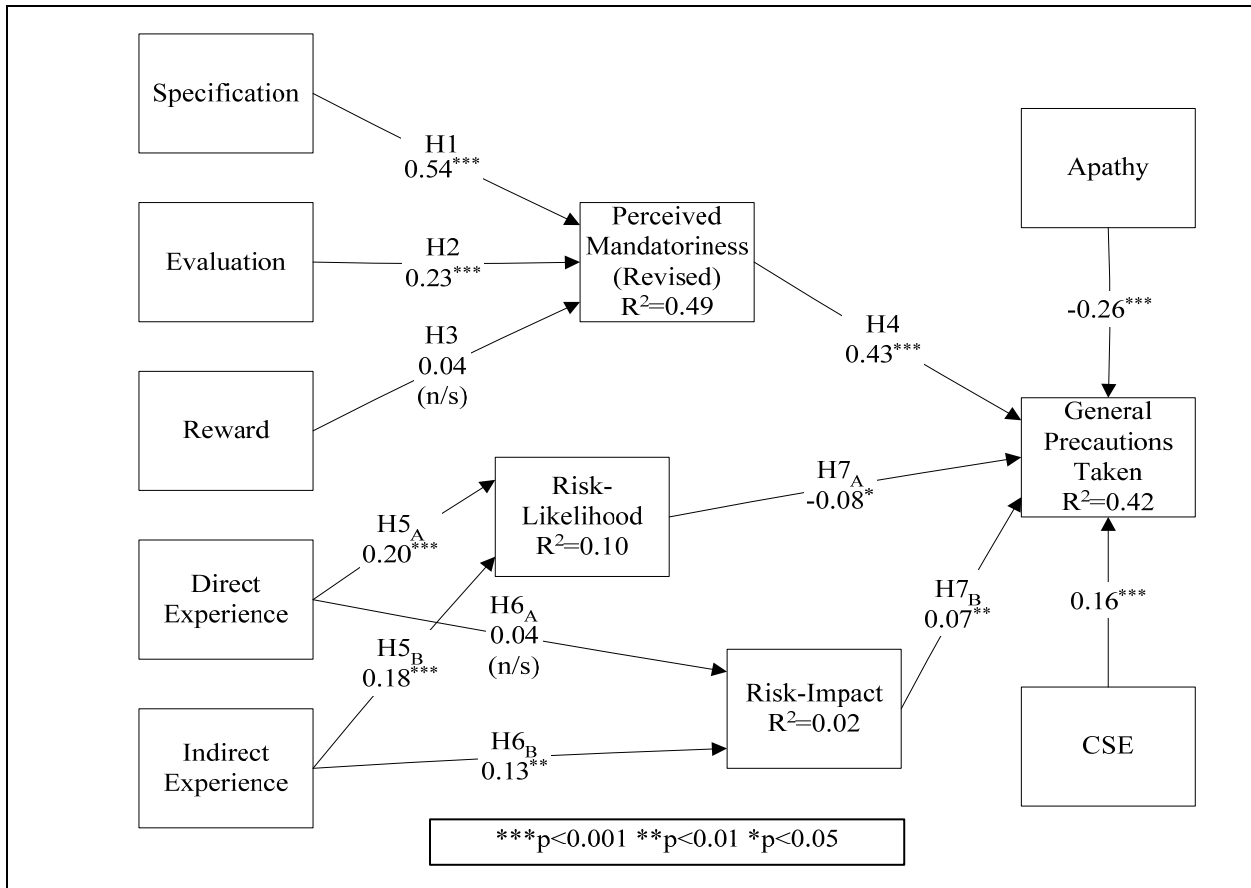 Specification
H1
0.54***
Evaluation
H2
0.23***
Reward
H3
0.04
(n/s)
Perceived
Mandatoriness
(Revised)
R²=0.49
H4
0.43***
Apathy
-0.26***
General
Precautions
Taken
R²=0.42
0.16***
CSE
Direct
Experience
H5A
0.20***
H5B
0.18***
Risk-
Likelihood
R²=0.10
H7A
-0.08*
H6A
0.04
(n/s)
Indirect
Experience
H6B
0.13**
Risk-Impact
R²=0.02
H7B
0.07**
***p<0.001 **p<0.01 *p<0.05